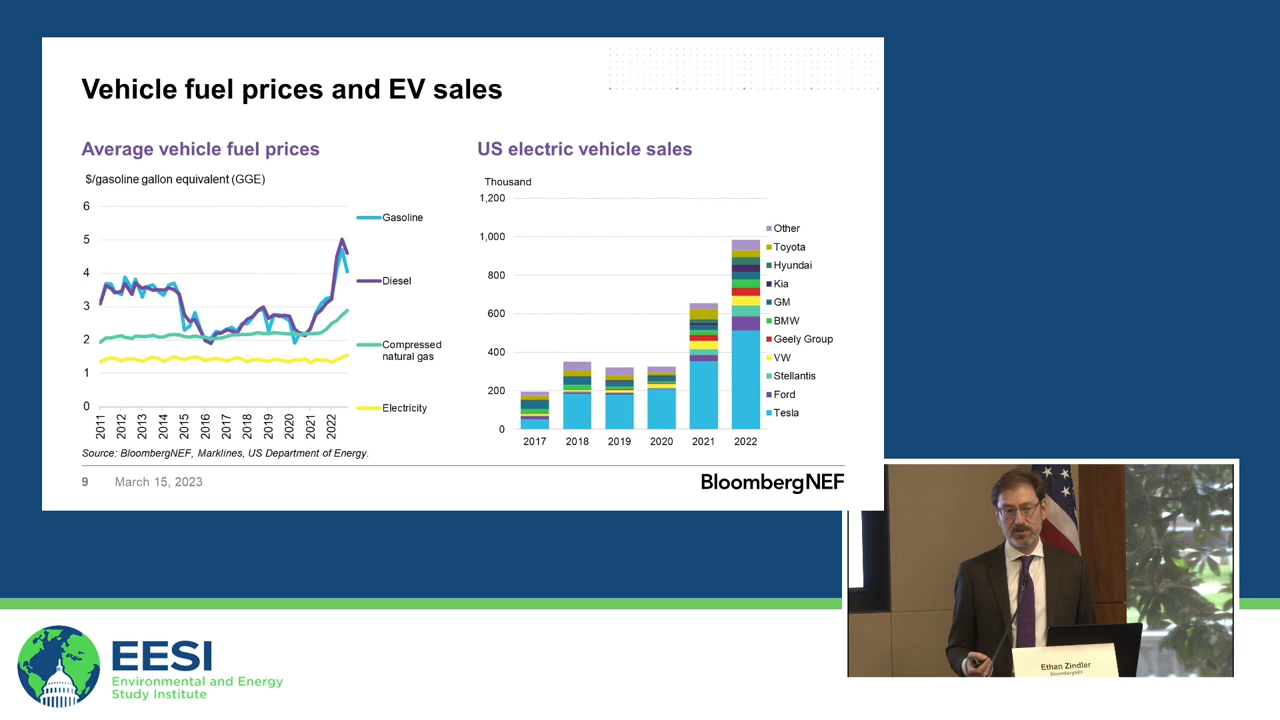 Vehicle fuel prices and EV sales
Average vehicle fuel prices
$/gasoline gallon equivalent (GGE)
6
5
4
3
2
1
0
2011
2012
2013
2014
2015
2016
2017
2018
2019
2020
2021
2022
Gasoline
Diesel
Compressed
natural gas
Electricity
Source: BloombergNEF, Marklines, US Department of Energy.
US electric vehicle sales
Thousand
1,200
1,000
800
600
400
200
0
2017
2018
2019
2020
2021
2022
Other
Toyota
Hyundai
Kia
GM
BMW
Geely Group
VW
Stellantis
Ford
Tesla
9 March 15, 2023
BloombergNEF
Ethan Zindler
BloombergNEF
EESI
Environmental and Energy
Study Institute